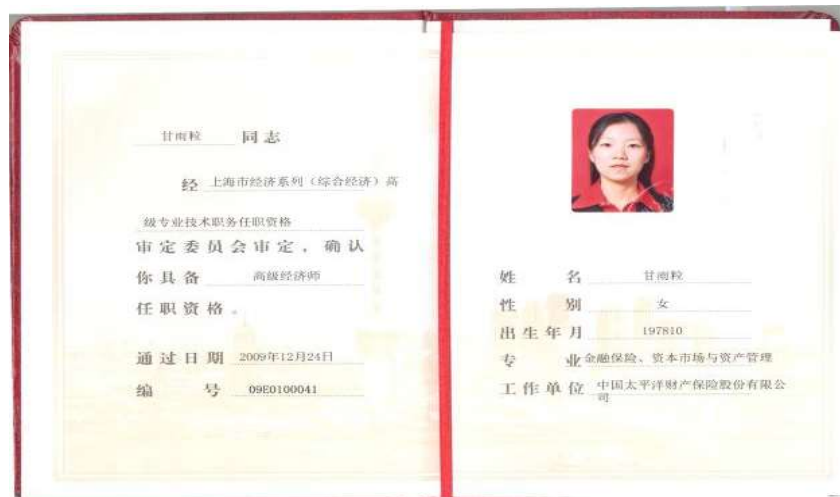 甘雨粒 同志
经 上海市经济系列（综合经济）高
级专业技术职务任职资格
审定委员会审定，确认
你具备 高级经济师
任职资格。
通过日期 2009年12月24日
编 号 09E0100041
姓 名 甘雨粒
性 别 女
出生年月 197810
专 业 金融保险、资本市场与资产管理
工作单位 中国太平洋财产保险股份有限公
司